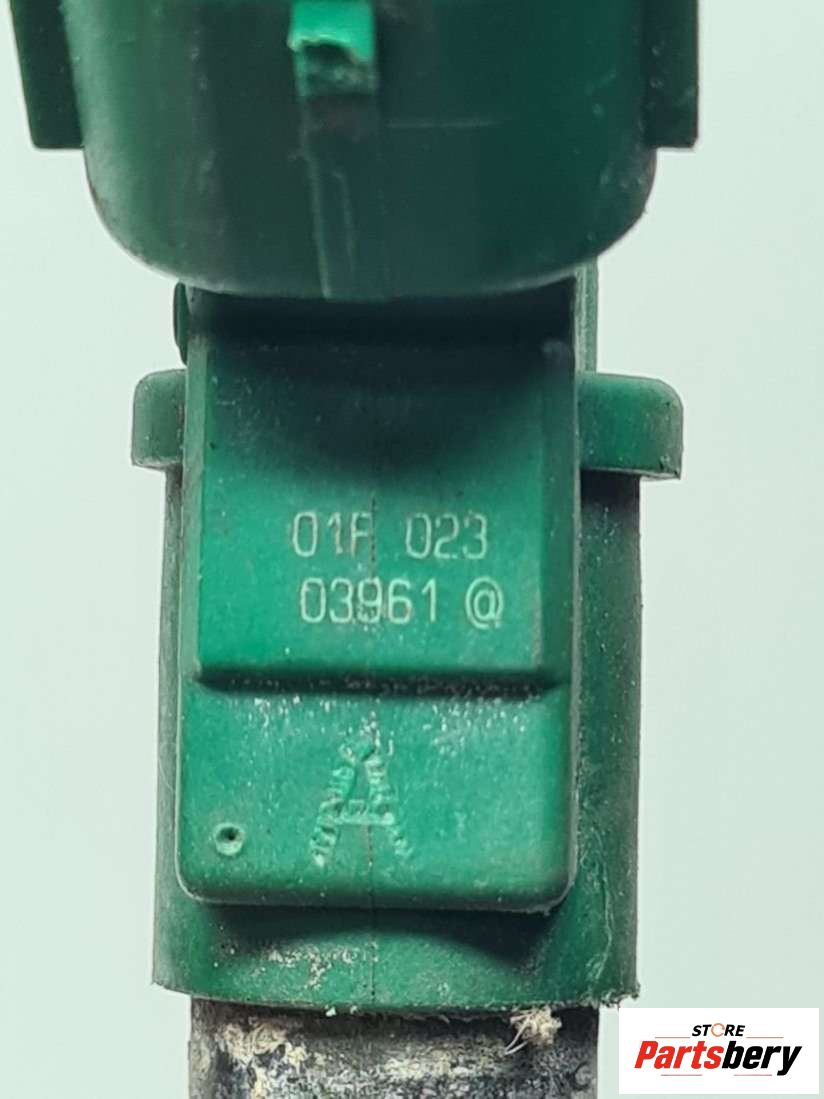 01F 023
03961 @
A
STORE
Partsbery